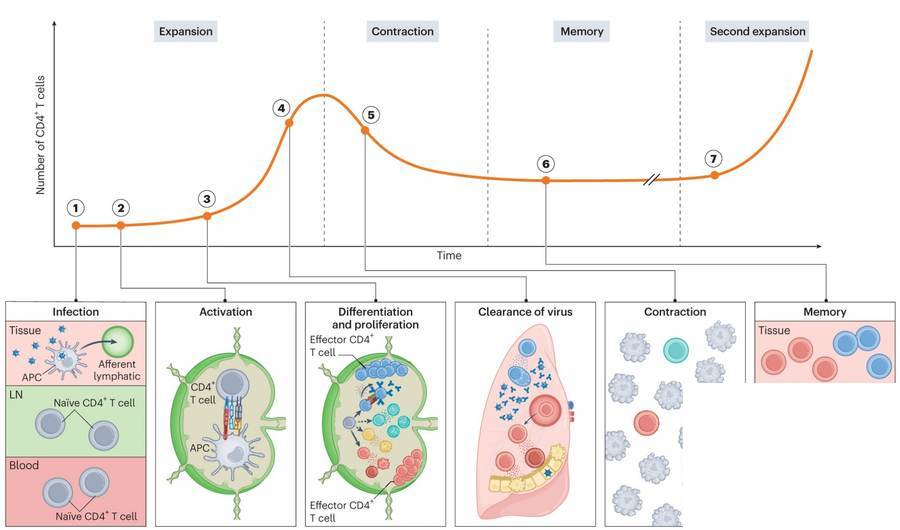 Expansion
Contraction
Memory
Second expansion
Number of CD4⁺ T cells
1
2
3
4
5
6
7
Time
Infection
Tissue
APC
Afferent
lymphatic
LN
Naïve CD4⁺ T cell
Blood
Naïve CD4⁺ T cell
Activation
CD4⁺
T cell
APC
Differentiation
and proliferation
Effector CD4⁺
T cell
Effector CD4⁺
T cell
Clearance of virus
Contraction
Memory
Tissue